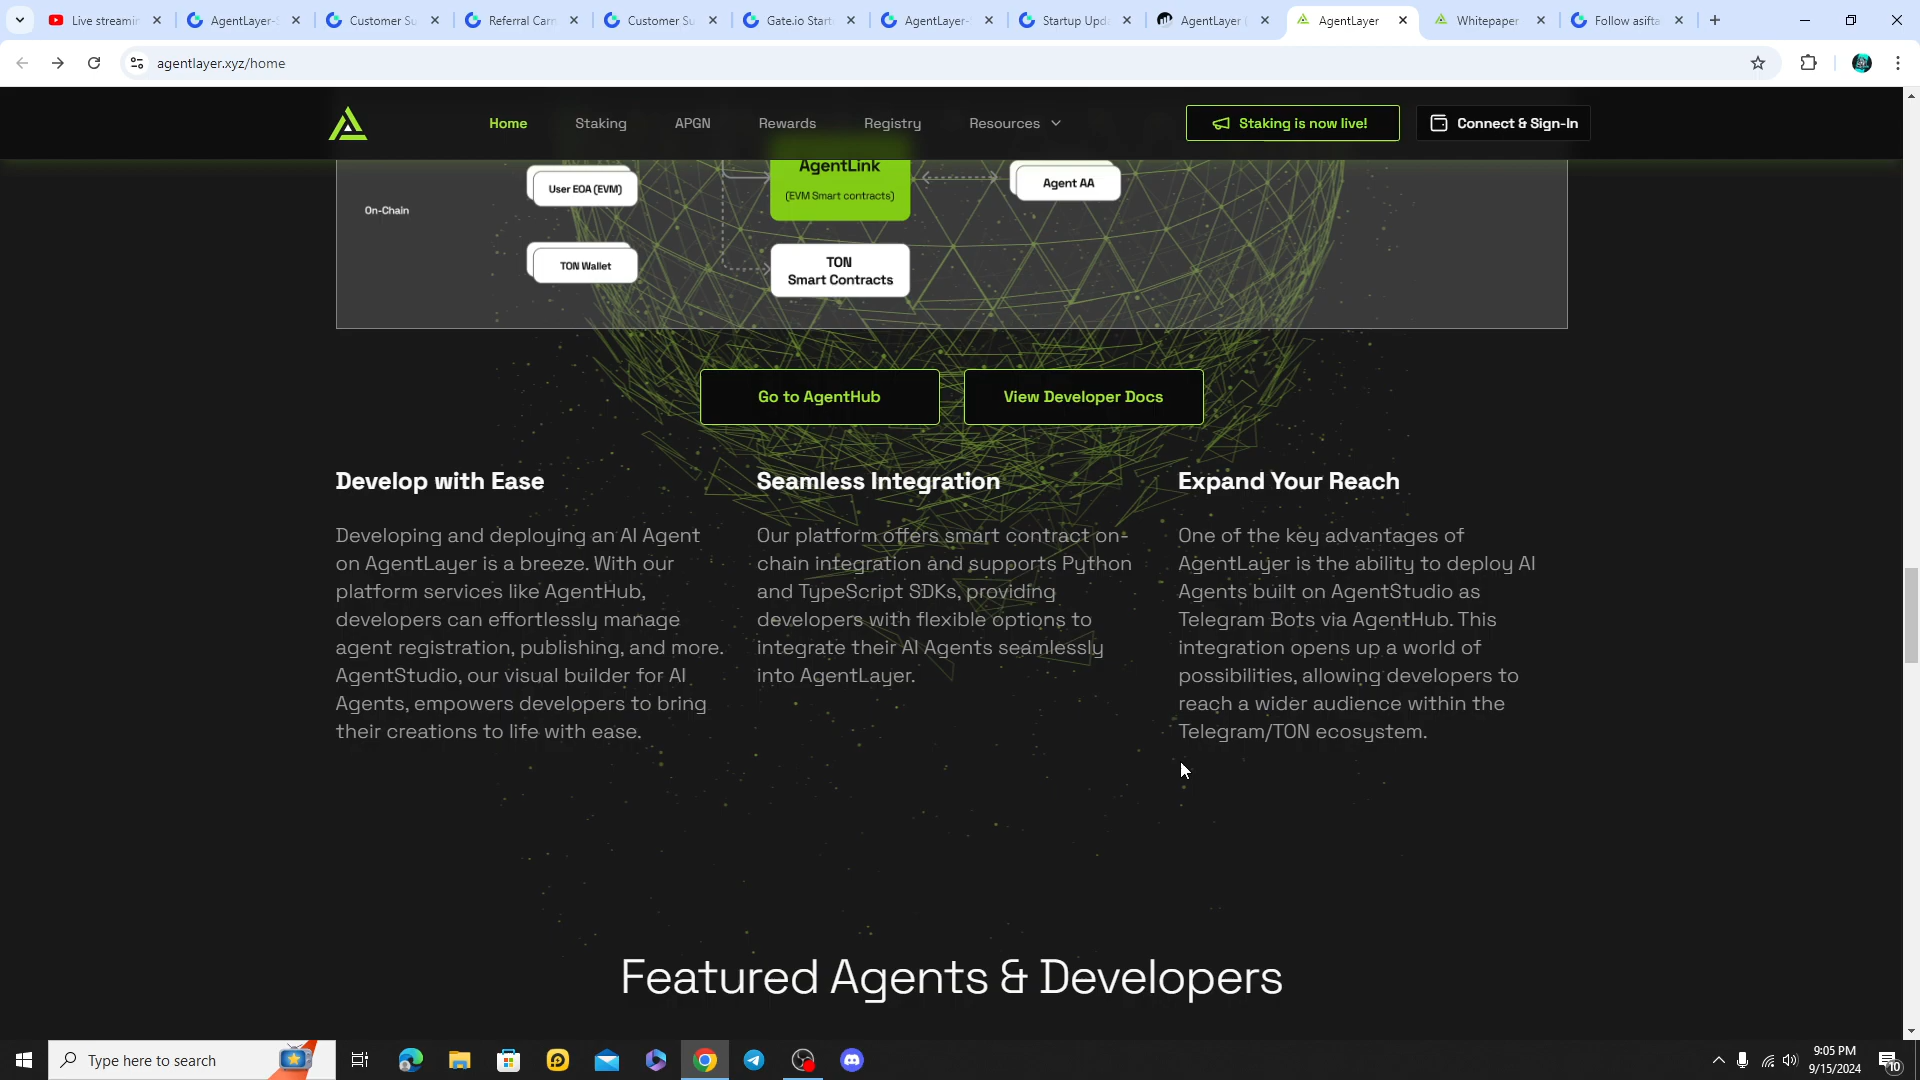 Live streamin
AgentLayer-S
Customer Su
Referral Cam
Customer Su
Gate.io Start
AgentLayer-S
Startup Upda
AgentLayer (
AgentLayer
Whitepaper
Follow asifta
agentlayer.xyz/home
Home
Staking
APGN
Rewards
Registry
Resources
Staking is now live!
Connect & Sign-In
AgentLink
(EVM Smart contracts)
User EOA (EVM)
Agent AA
On-Chain
TON Wallet
TON
Smart Contracts
Go to AgentHub
View Developer Docs
Develop with Ease
Developing and deploying an AI Agent
on AgentLayer is a breeze. With our
platform services like AgentHub,
developers can effortlessly manage
agent registration, publishing, and more.
AgentStudio, our visual builder for AI
Agents, empowers developers to bring
their creations to life with ease.
Seamless Integration
Our platform offers smart contract on-
chain integration and supports Python
and TypeScript SDKs, providing
developers with flexible options to
integrate their AI Agents seamlessly
into AgentLayer.
Expand Your Reach
One of the key advantages of
AgentLayer is the ability to deploy AI
Agents built on AgentStudio as
Telegram Bots via AgentHub. This
integration opens up a world of
possibilities, allowing developers to
reach a wider audience within the
Telegram/TON ecosystem.
Featured Agents & Developers
Type here to search
9:05 PM
9/15/2024
10